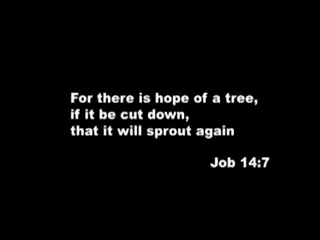 For there is hope of a tree,
if it be cut down,
that it will sprout again
Job 14:7